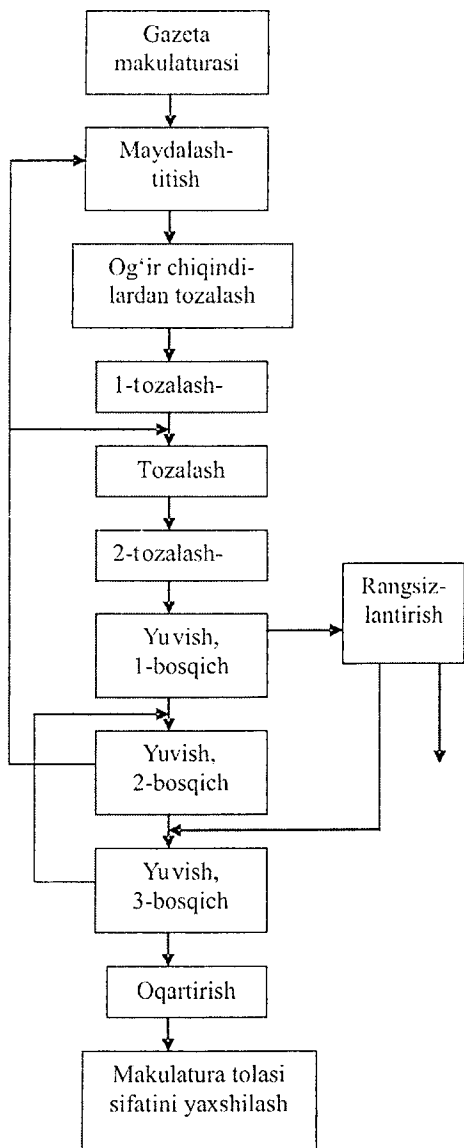 Gazeta
makulaturasi
Maydalash-
titish
Og‘ir chiqindi-
lardan tozalash
1-tozalash-
Tozalash
2-tozalash-
Yuvish,
1-bosqich
Rangsiz-
lantirish
Yuvish,
2-bosqich
Yuvish,
3-bosqich
Oqartirish
Makulatura tolasi
sifatini yaxshilash